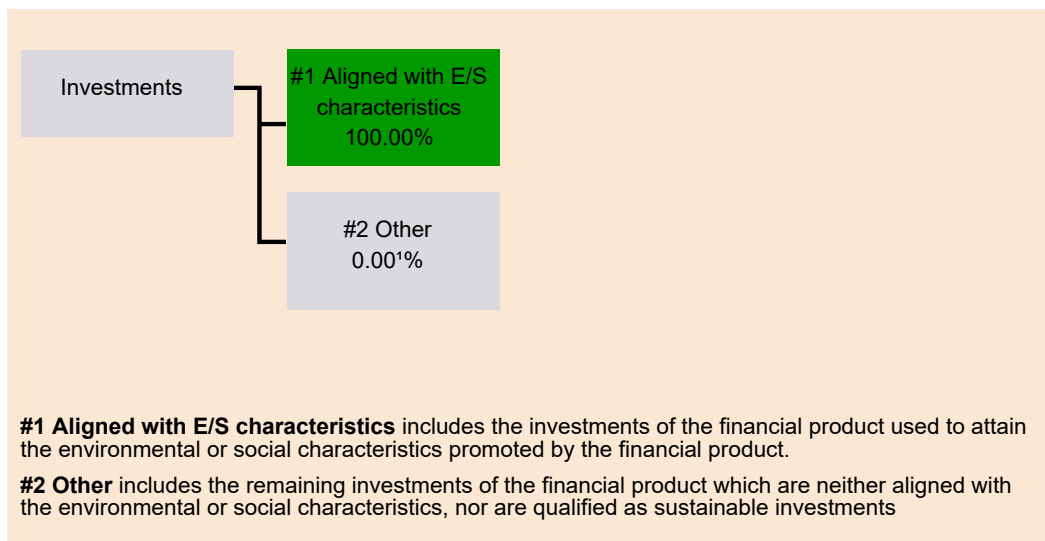 Investments
#1 Aligned with E/S
characteristics
100.00%
#2 Other
0.00¹%
#1 Aligned with E/S characteristics includes the investments of the financial product used to attain
the environmental or social characteristics promoted by the financial product.
#2 Other includes the remaining investments of the financial product which are neither aligned with
the environmental or social characteristics, nor are qualified as sustainable investments